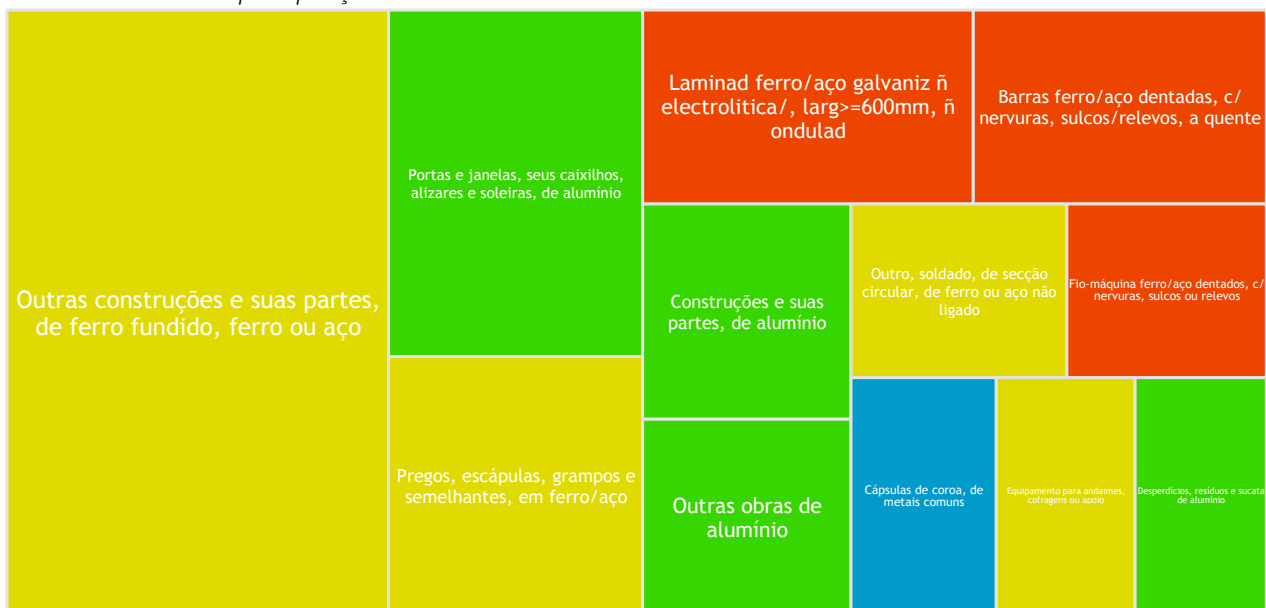 Outras construções e suas partes,
de ferro fundido, ferro ou aço
Portas e janelas, seus caixilhos,
alizares e soleiras, de alumínio
Pregos, escápulas, grampos e
semelhantes, em ferro/aço
Laminad ferro/aço galvaniz ñ
electrolitica/, larg>=600mm, ñ
ondulad
Barras ferro/aço dentadas, c/
nervuras, sulcos/relevos, a quente
Construções e suas
partes, de alumínio
Outras obras de
alumínio
Outro, soldado, de secção
circular, de ferro ou aço não
ligado
Fio-máquina ferro/aço dentados, c/
nervuras, sulcos ou relevos
Cápsulas de coroa, de
metais comuns
Equipamento para andaimes,
cofragens ou apoio
Desperdícios, resíduos e sucata
de alumínio